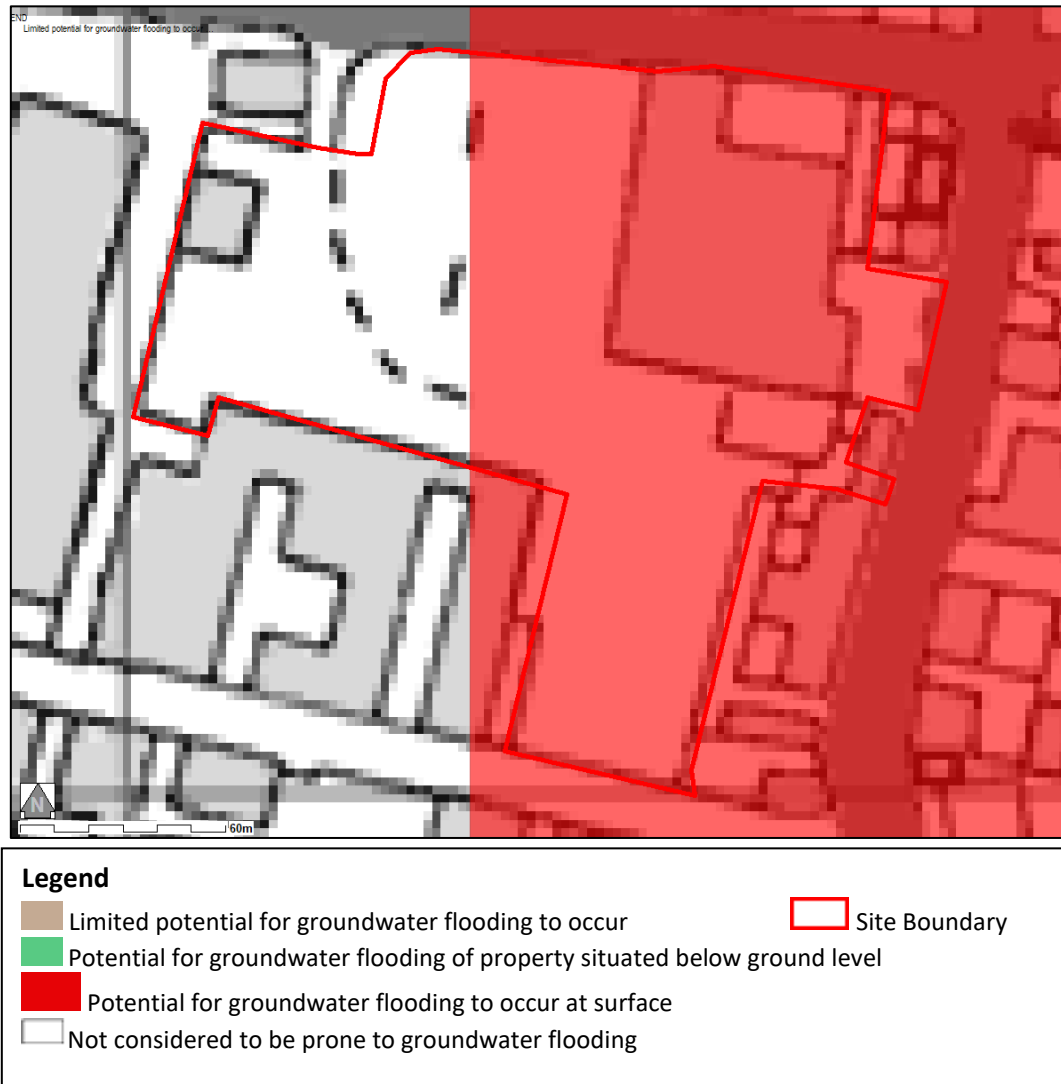 END
Limited potential for groundwater flooding to occur...
N
60m
Legend
Limited potential for groundwater flooding to occur
Site Boundary
Potential for groundwater flooding of property situated below ground level
Potential for groundwater flooding to occur at surface
Not considered to be prone to groundwater flooding